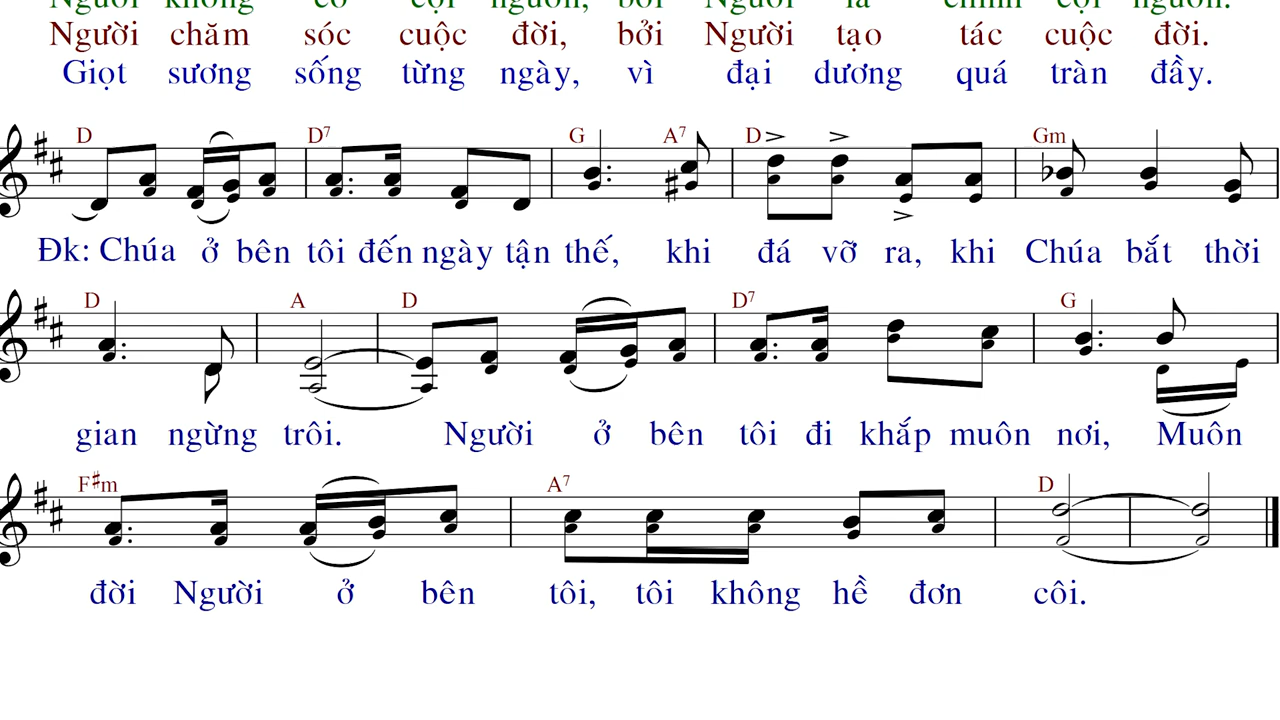 Người chăm sóc cuộc đời, bởi Người tạo tác cuộc đời.
Giọt sương sống từng ngày, vì đại dương quá tràn đầy.
D D7 G A7 D Gm
Đk: Chúa ở bên tôi đến ngày tận thế, khi đá vỡ ra, khi Chúa bắt thời
D A D D7 G
gian ngừng trôi. Người ở bên tôi đi khắp muôn nơi, Muôn
F#m A7 D
đời Người ở bên tôi, tôi không hề đơn côi.